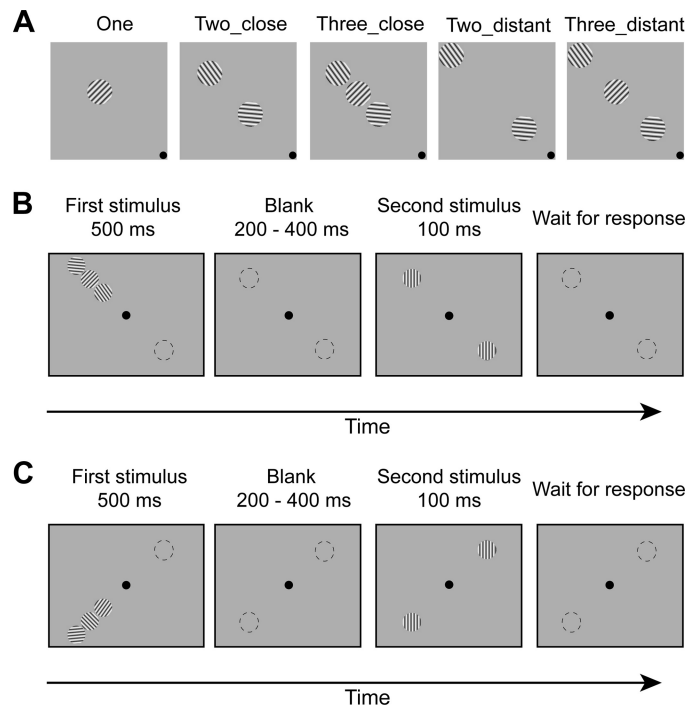 A
One Two_close Three_close Two_distant Three_distant
B
First stimulus Blank Second stimulus Wait for response
500 ms 200 - 400 ms 100 ms
Time
C
First stimulus Blank Second stimulus Wait for response
500 ms 200 - 400 ms 100 ms
Time